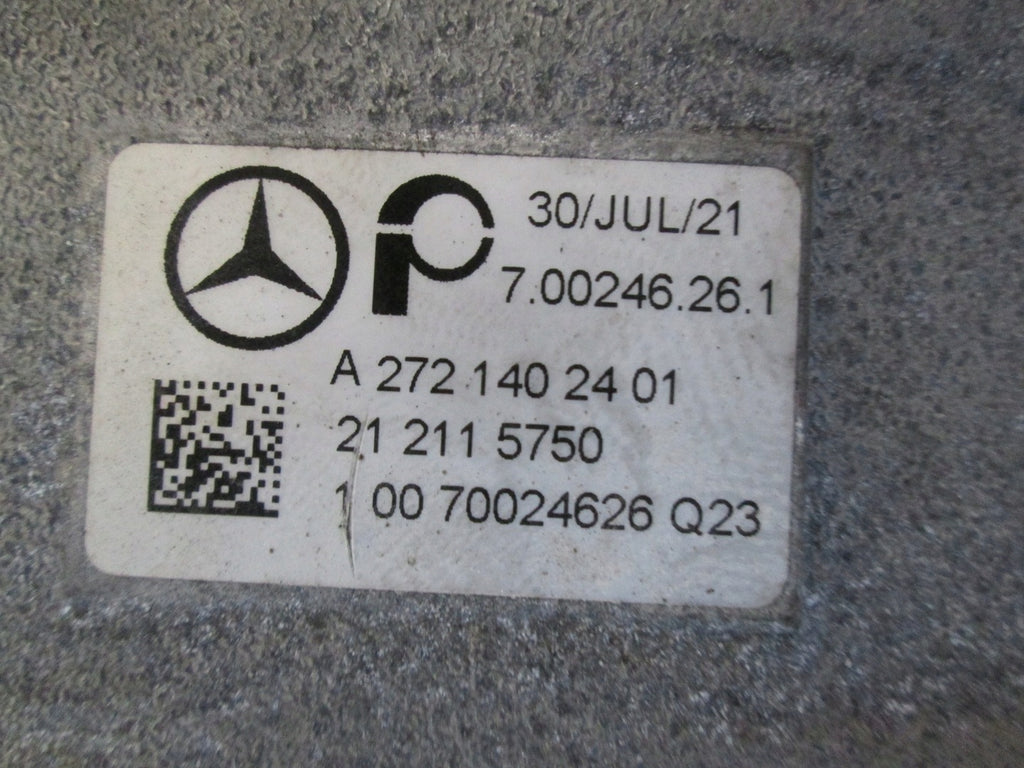 30/JUL/21
7.00246.26.1
A 272 140 24 01
21 211 5750
1 00 70024626 Q23